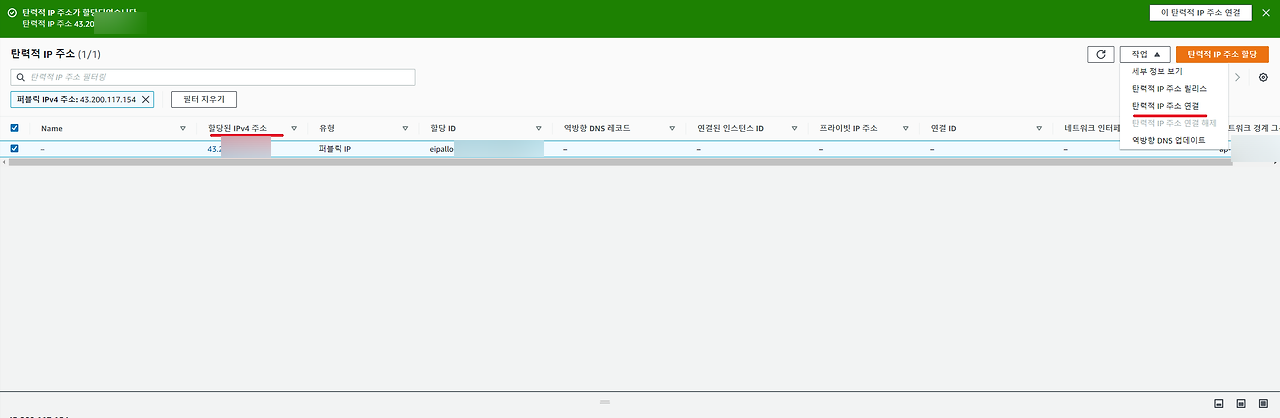 탄력적 IP 주소가 할당되었습니다.
탄력적 IP 주소 43.20
이 탄력적 IP 주소 연결
탄력적 IP 주소 (1/1)
작업
탄력적 IP 주소 할당
탄력적 IP 주소 필터링
세부 정보 보기
탄력적 IP 주소 릴리스
탄력적 IP 주소 연결
탄력적 IP 주소 연결 해제
역방향 DNS 업데이트
퍼블릭 IPv4 주소: 43.200.117.154
필터 지우기
Name 할당된 IPv4 주소 유형 할당 ID 역방향 DNS 레코드 연결된 인스턴스 ID 프라이빗 IP 주소 연결 ID 네트워크 인터페 트워크 경계 그
– 43.2 퍼블릭 IP eipallo – – – – –